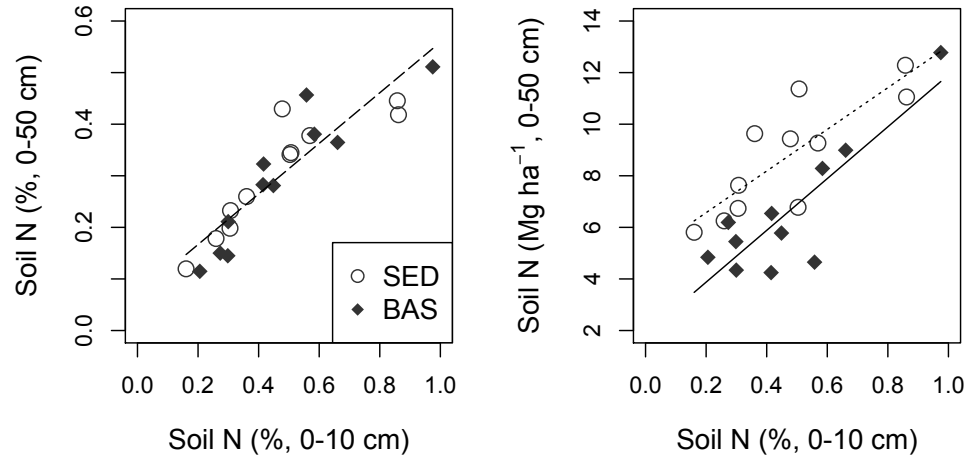 Soil N (%, 0-50 cm)
0.6
0.4
0.2
0.0
0.0 0.2 0.4 0.6 0.8 1.0
Soil N (%, 0-10 cm)
SED
BAS
Soil N (Mg ha⁻¹, 0-50 cm)
14
12
10
8
6
4
2
0.0 0.2 0.4 0.6 0.8 1.0
Soil N (%, 0-10 cm)